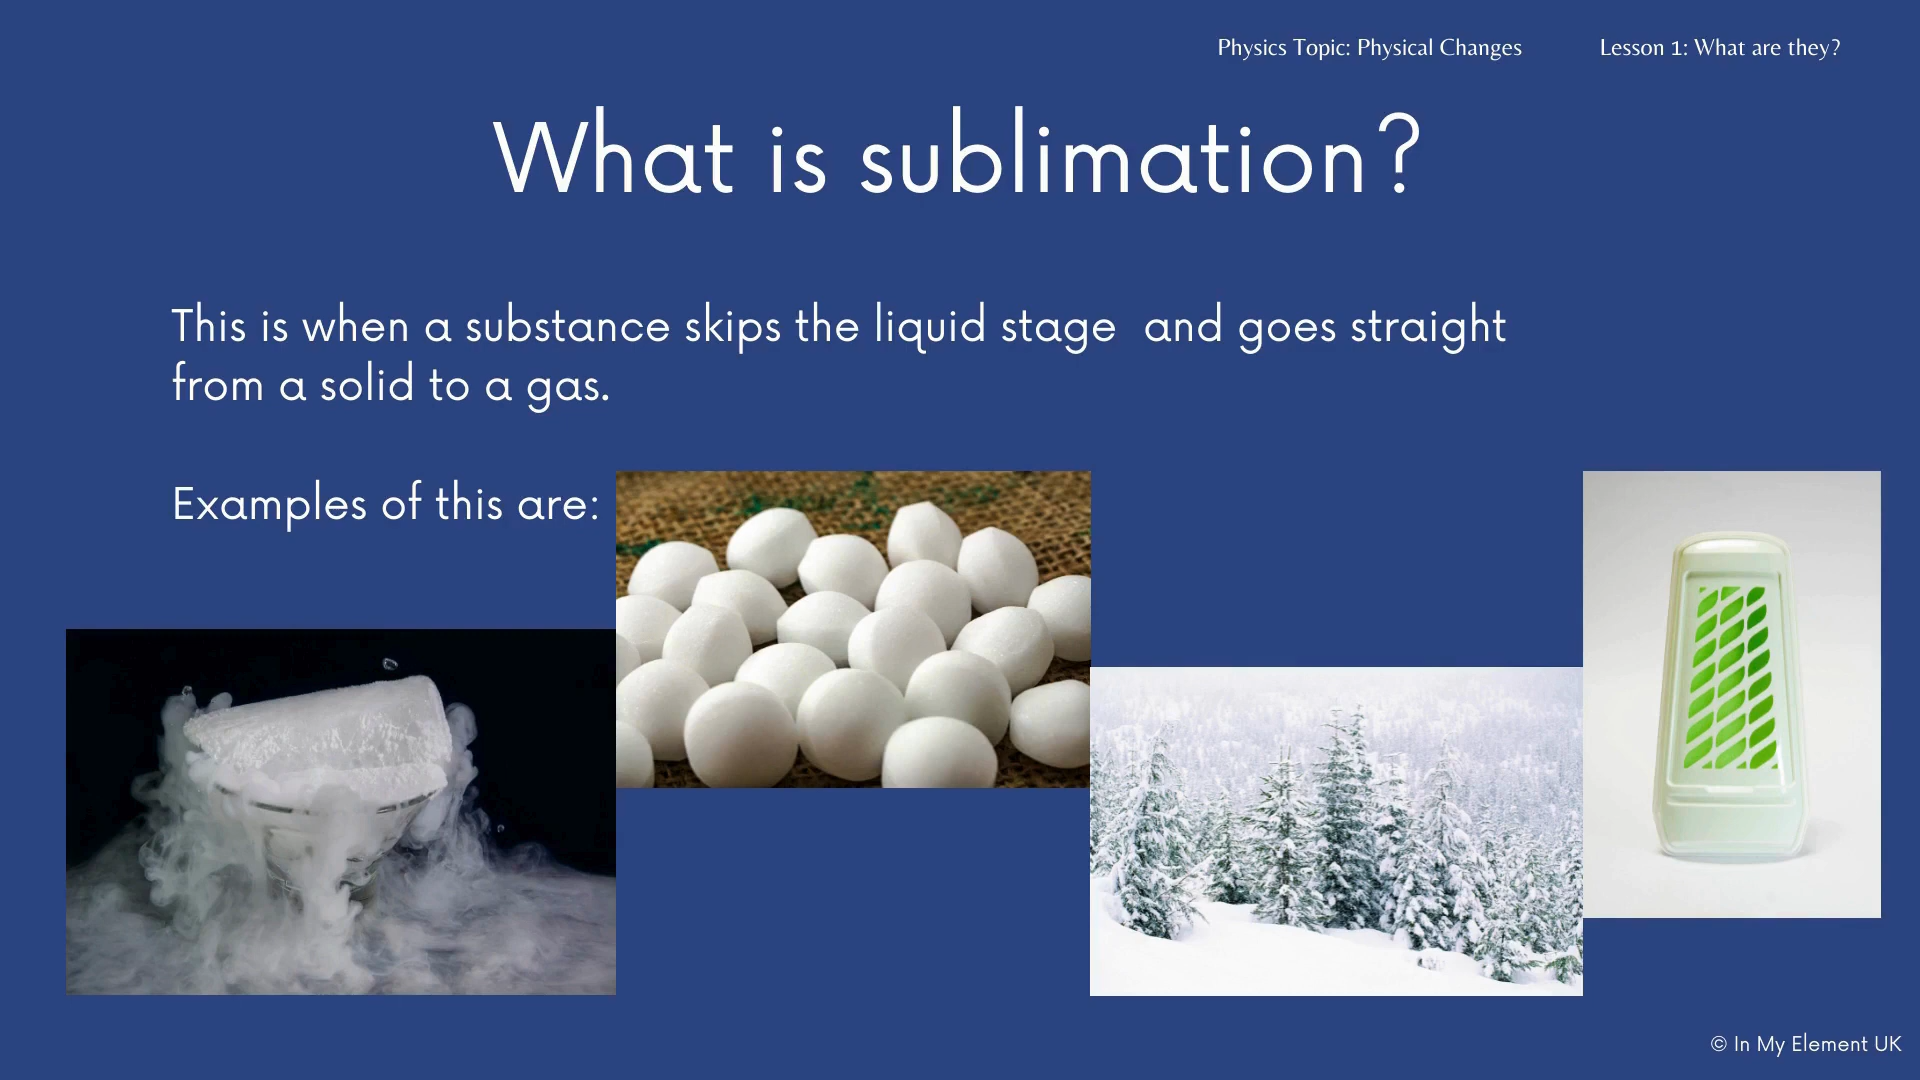 Physics Topic: Physical Changes
Lesson 1: What are they?
What is sublimation?
This is when a substance skips the liquid stage  and goes straight
from a solid to a gas.
Examples of this are:
© In My Element UK